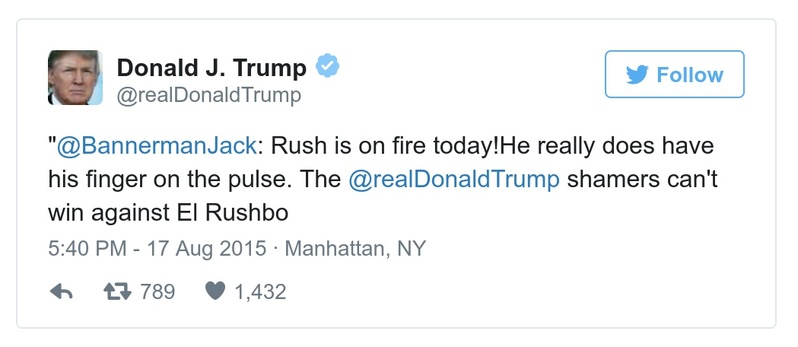 Donald J. Trump
@realDonaldTrump
Follow
"@BannermanJack: Rush is on fire today!He really does have
his finger on the pulse. The @realDonaldTrump shamers can't
win against El Rushbo
5:40 PM - 17 Aug 2015 · Manhattan, NY
789 1,432